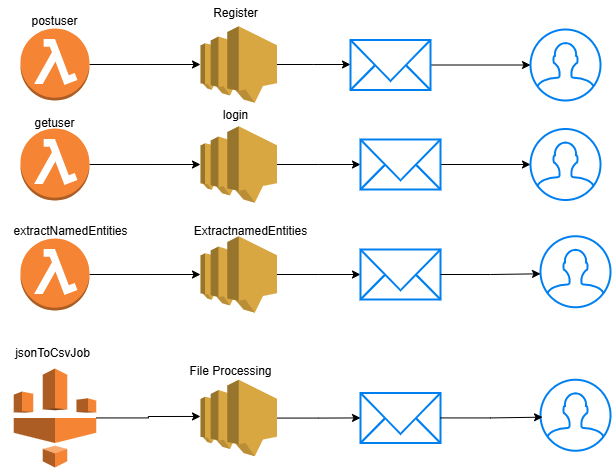 postuser
Register
getuser
login
extractNamedEntities
ExtractnamedEntities
jsonToCsvJob
File Processing